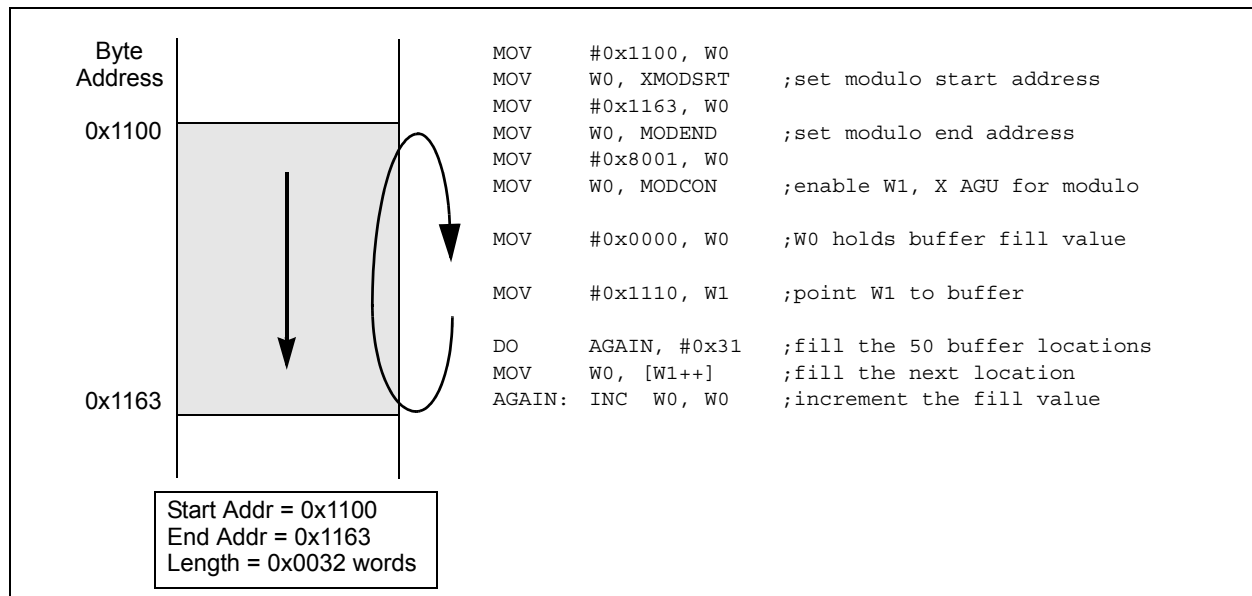 Byte
Address
0x1100
0x1163
Start Addr = 0x1100
End Addr = 0x1163
Length = 0x0032 words
MOV #0x1100, W0
MOV W0, XMODSRT ;set modulo start address
MOV #0x1163, W0
MOV W0, MODEND ;set modulo end address
MOV #0x8001, W0
MOV W0, MODCON ;enable W1, X AGU for modulo
MOV #0x0000, W0 ;W0 holds buffer fill value
MOV #0x1110, W1 ;point W1 to buffer
DO AGAIN, #0x31 ;fill the 50 buffer locations
MOV W0, [W1++] ;fill the next location
AGAIN: INC W0, W0 ;increment the fill value